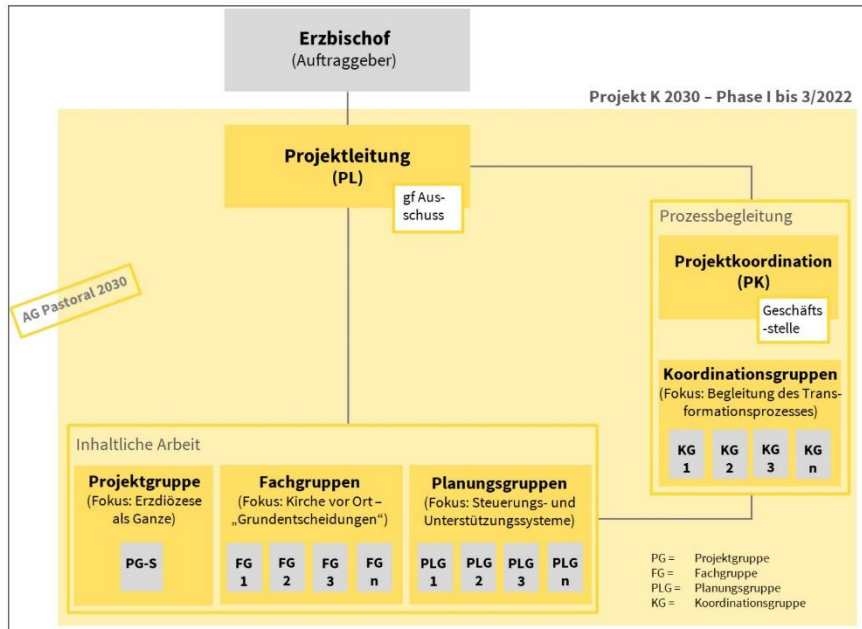 Erzbischof
(Auftraggeber)
Projekt K 2030 – Phase I bis 3/2022
Projektleitung
(PL)
gf Aus-
schuss
Prozessbegleitung
Projektkoordination
(PK)
Geschäfts
-stelle
AG Pastoral 2030
Koordinationsgruppen
(Fokus: Begleitung des Trans-
formationsprozesses)
KG
1
KG
2
KG
3
KG
n
Inhaltliche Arbeit
Projektgruppe
(Fokus: Erzdiözese
als Ganze)
PG-S
Fachgruppen
(Fokus: Kirche vor Ort –
„Grundentscheidungen“)
FG
1
FG
2
FG
3
FG
n
Planungsgruppen
(Fokus: Steuerungs- und
Unterstützungssysteme)
PLG
1
PLG
2
PLG
3
PLG
n
PG = Projektgruppe
FG = Fachgruppe
PLG = Planungsgruppe
KG = Koordinationsgruppe